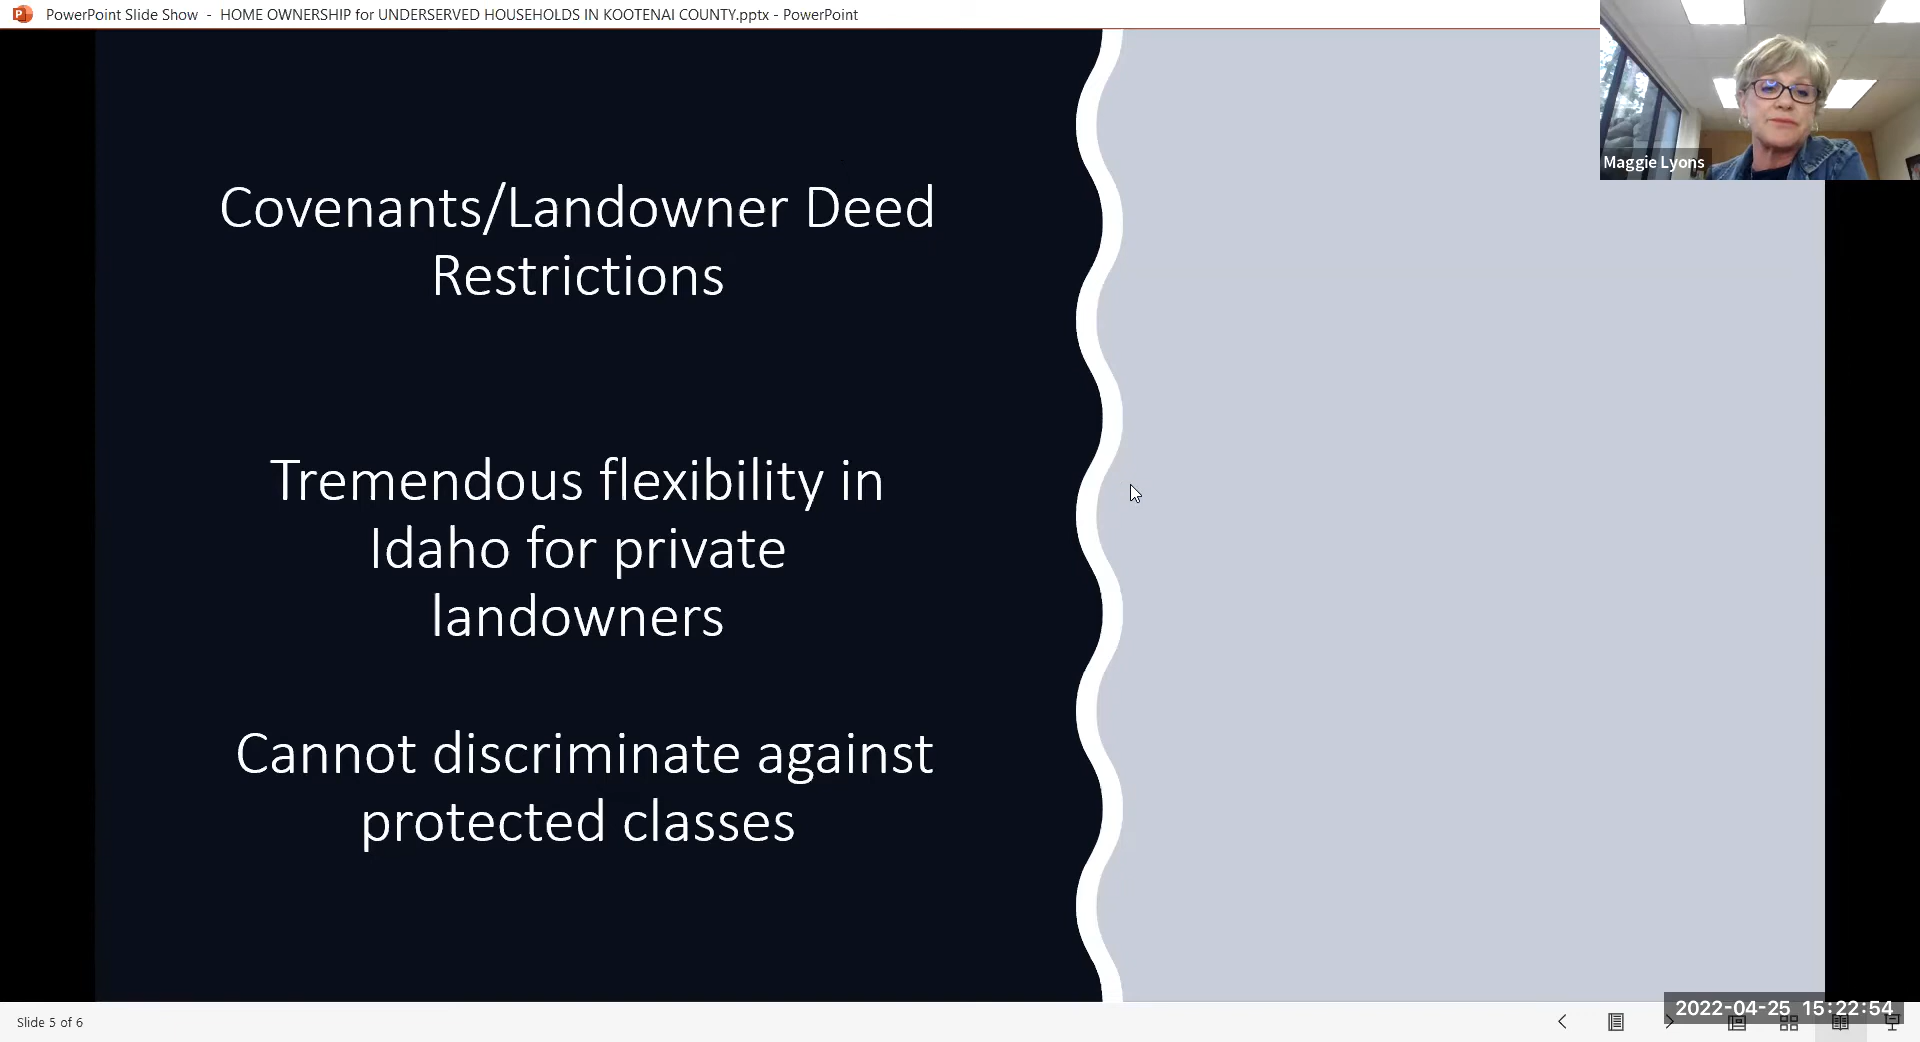 PowerPoint Slide Show - HOME OWNERSHIP for UNDERSERVED HOUSEHOLDS IN KOOTENAI COUNTY.pptx - PowerPoint
Maggie Lyons
Covenants/Landowner Deed
Restrictions
Tremendous flexibility in
Idaho for private
landowners
Cannot discriminate against
protected classes
Slide 5 of 6
2022-04-25 15:22:54